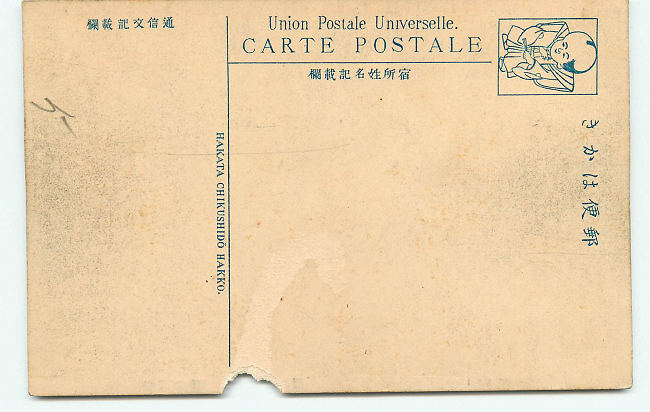 欄載記文信通
Union Postale Universelle.
CARTE POSTALE
欄載記名姓所宿
HAKATA CHIKUSHIDŌ HAKKO.
きかは便郵